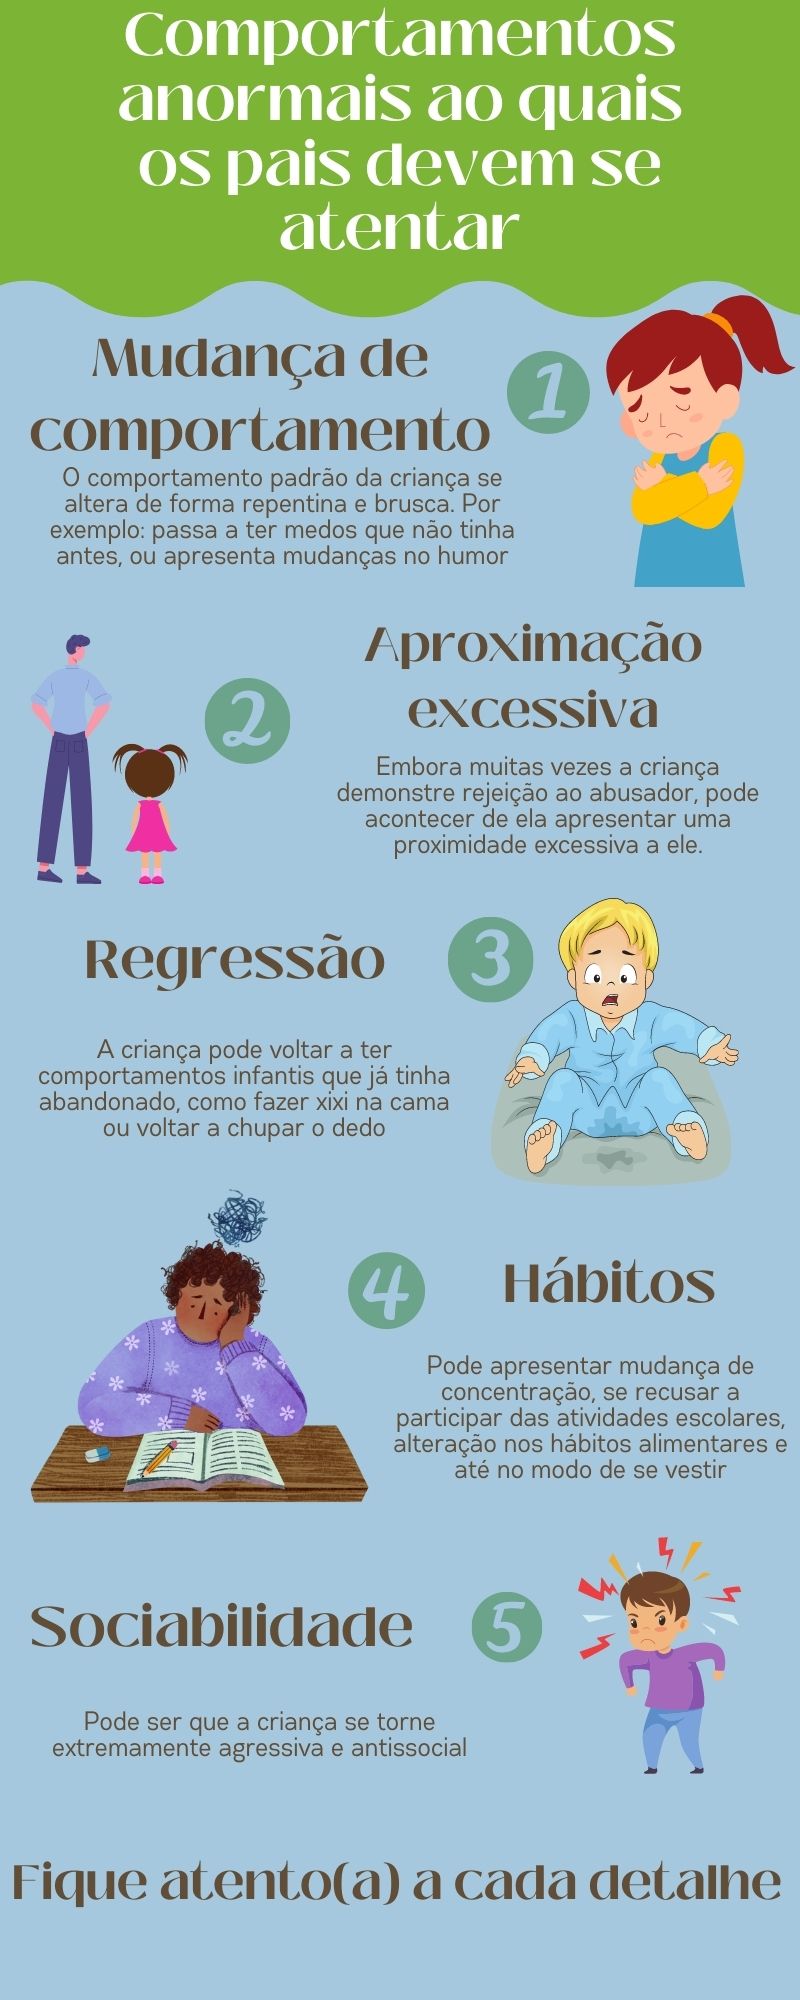 Comportamentos
anormais ao quais
os pais devem se
atentar
Mudança de
comportamento
1
O comportamento padrão da criança se
altera de forma repentina e brusca. Por
exemplo: passa a ter medos que não tinha
antes, ou apresenta mudanças no humor
2
Aproximação
excessiva
Embora muitas vezes a criança
demonstre rejeição ao abusador, pode
acontecer de ela apresentar uma
proximidade excessiva a ele.
Regressão
3
A criança pode voltar a ter
comportamentos infantis que já tinha
abandonado, como fazer xixi na cama
ou voltar a chupar o dedo
4
Hábitos
Pode apresentar mudança de
concentração, se recusar a
participar das atividades escolares,
alteração nos hábitos alimentares e
até no modo de se vestir
Sociabilidade
5
Pode ser que a criança se torne
extremamente agressiva e antissocial
Fique atento(a) a cada detalhe